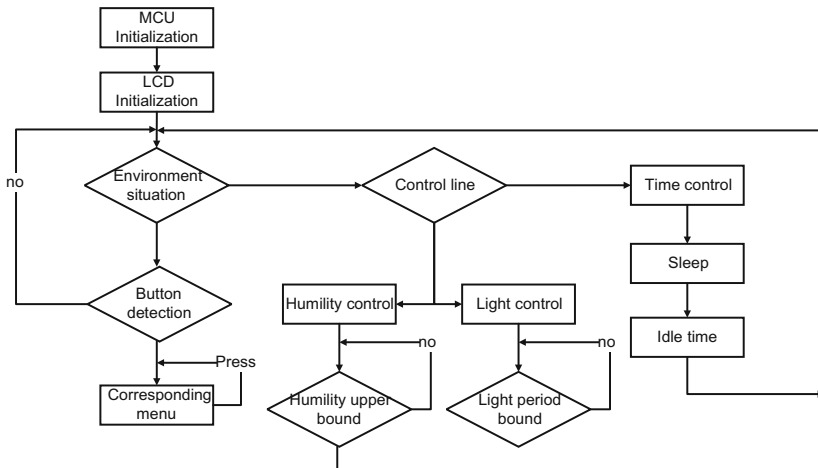 MCU
Initialization
LCD
Initialization
no
Environment
situation
Control line
Time control
Sleep
Button
detection
Humility control
Light control
Idle time
Press
no
no
Corresponding
menu
Humility upper
bound
Light period
bound